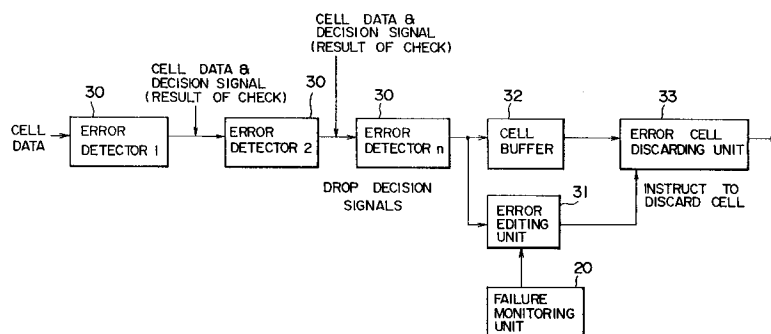 CELL DATA &
DECISION SIGNAL
(RESULT OF CHECK)
CELL DATA &
DECISION SIGNAL
(RESULT OF CHECK)
30
30
30
32
33
CELL
DATA
ERROR
DETECTOR 1
ERROR
DETECTOR 2
ERROR
DETECTOR n
CELL
BUFFER
ERROR CELL
DISCARDING UNIT
DROP DECISION
SIGNALS
31
ERROR
EDITING
UNIT
INSTRUCT TO
DISCARD CELL
20
FAILURE
MONITORING
UNIT